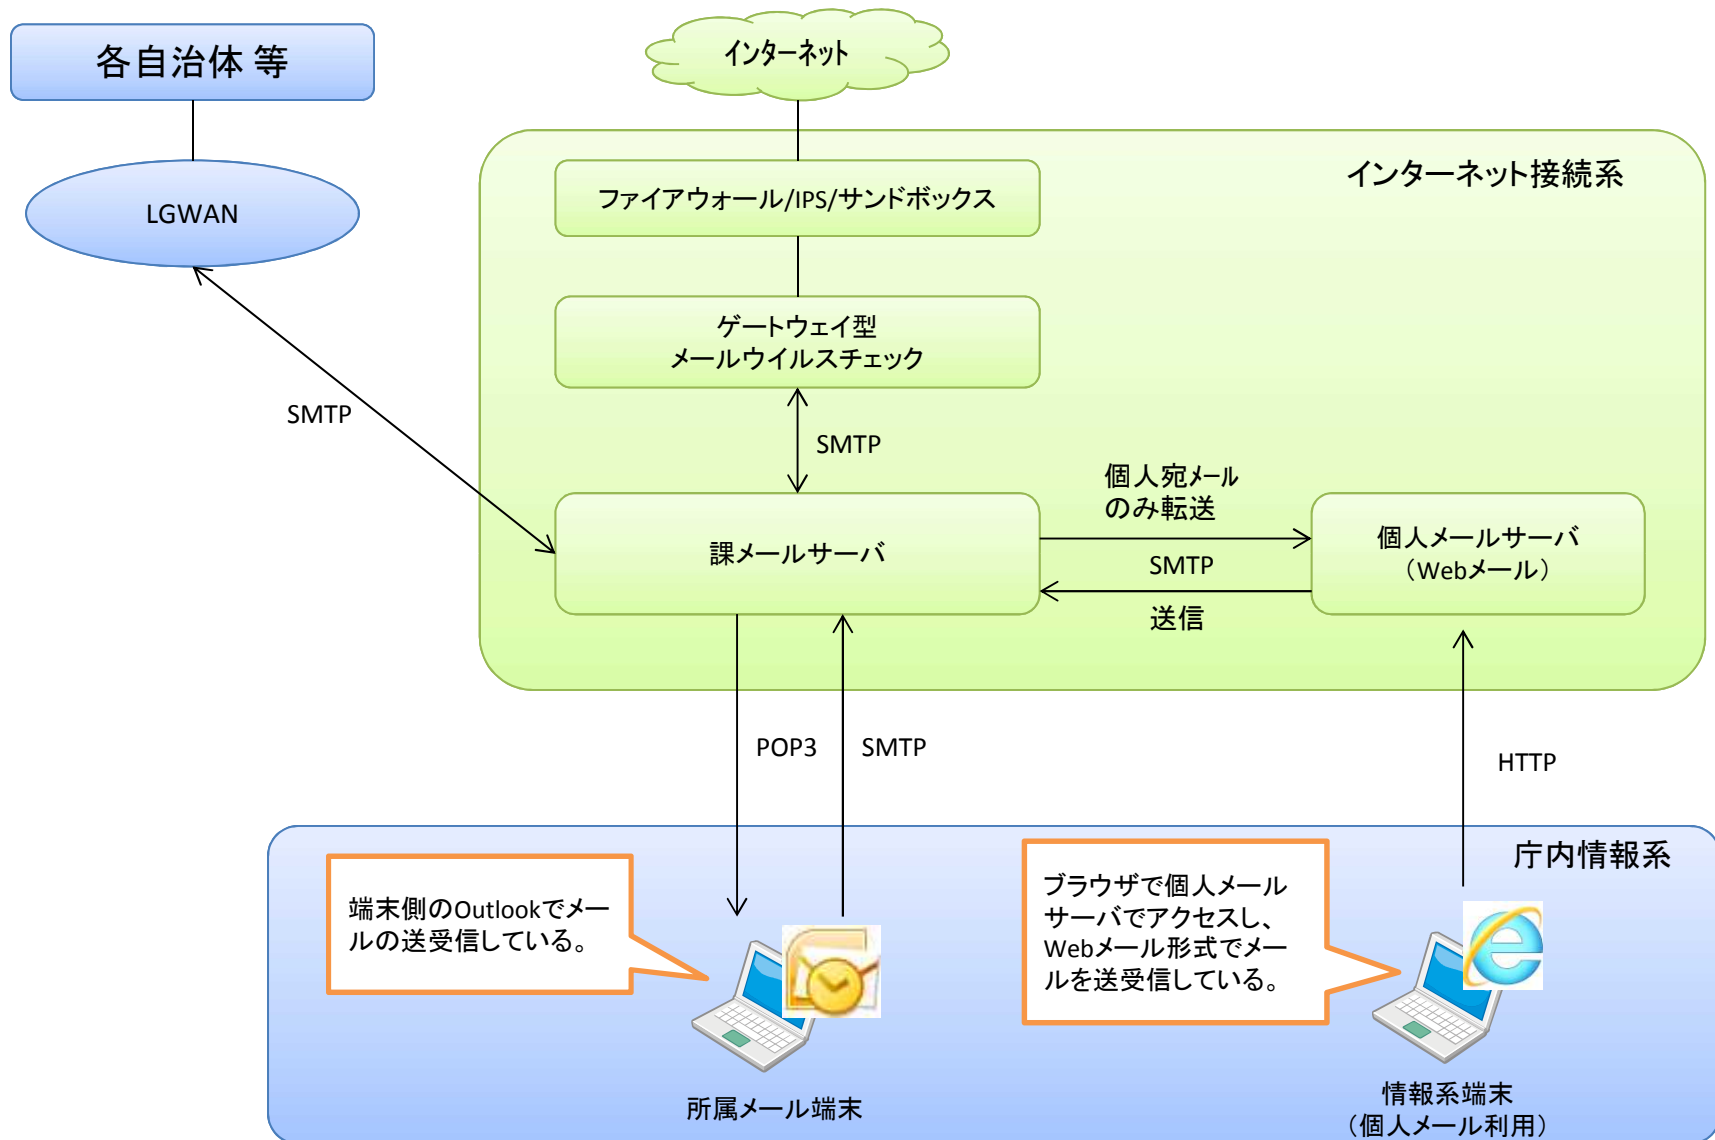 各自治体 等
インターネット
LGWAN
インターネット接続系
ファイアウォール/IPS/サンドボックス
ゲートウェイ型
メールウイルスチェック
SMTP
SMTP
個人宛メール
のみ転送
課メールサーバ
SMTP
送信
個人メールサーバ
（Webメール）
POP3
SMTP
HTTP
庁内情報系
端末側のOutlookでメー
ルの送受信している。
ブラウザで個人メール
サーバでアクセスし、
Webメール形式でメー
ルを送受信している。
所属メール端末
情報系端末
（個人メール利用）